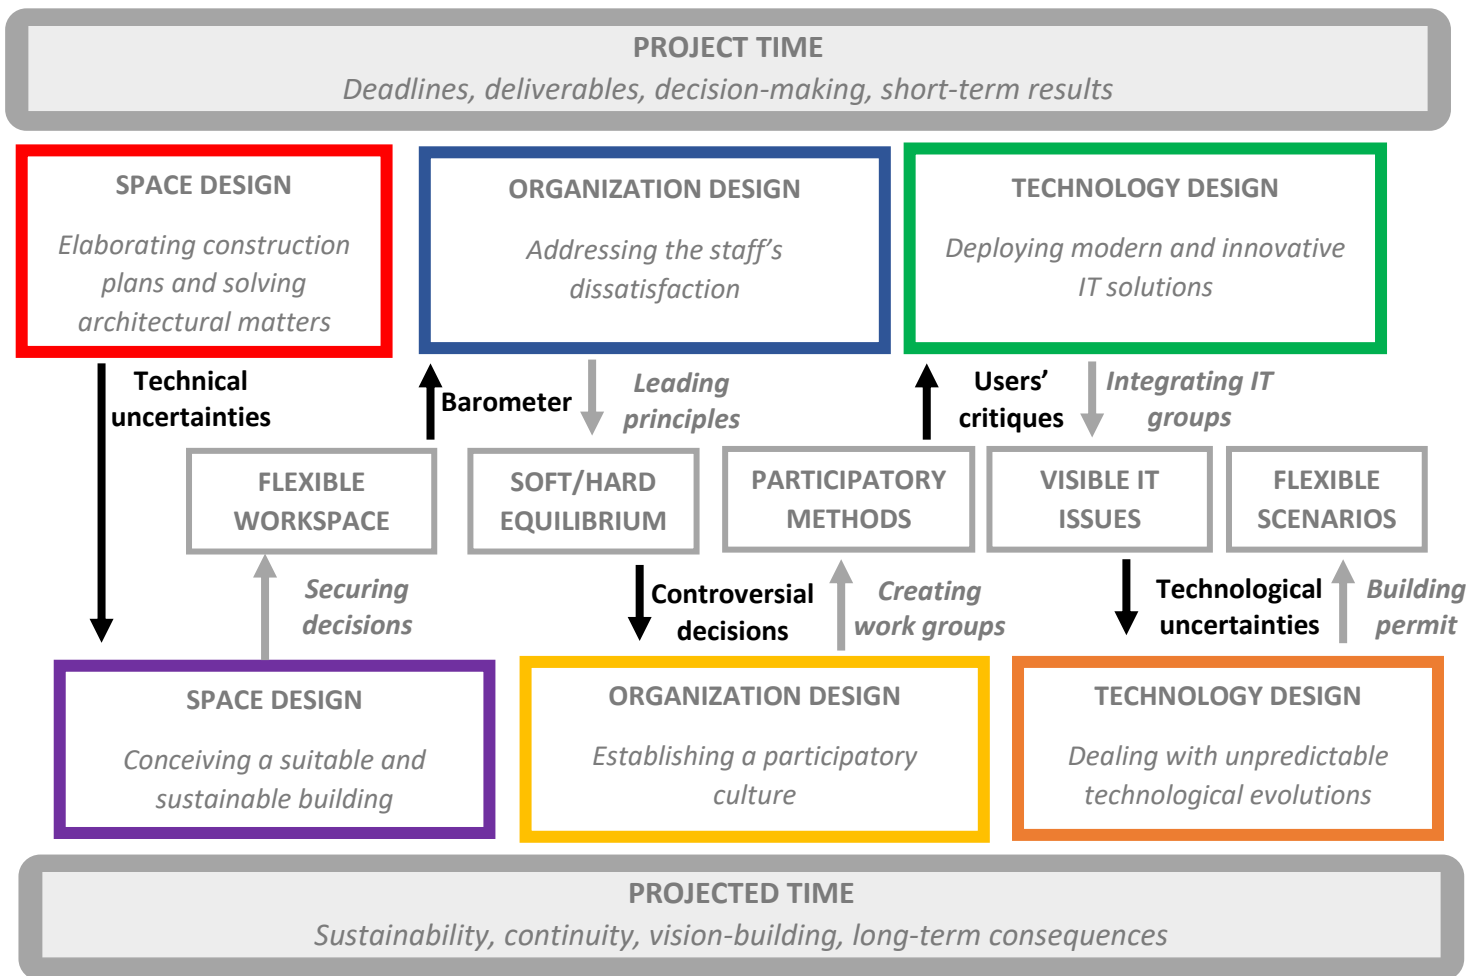 PROJECT TIME
Deadlines, deliverables, decision-making, short-term results
SPACE DESIGN
Elaborating construction
plans and solving
architectural matters
ORGANIZATION DESIGN
Addressing the staff’s
dissatisfaction
TECHNOLOGY DESIGN
Deploying modern and innovative
IT solutions
Technical
uncertainties
Barometer
Leading
principles
Users’
critiques
Integrating IT
groups
FLEXIBLE
WORKSPACE
SOFT/HARD
EQUILIBRIUM
PARTICIPATORY
METHODS
VISIBLE IT
ISSUES
FLEXIBLE
SCENARIOS
Securing
decisions
Controversial
decisions
Creating
work groups
Technological
uncertainties
Building
permit
SPACE DESIGN
Conceiving a suitable and
sustainable building
ORGANIZATION DESIGN
Establishing a participatory
culture
TECHNOLOGY DESIGN
Dealing with unpredictable
technological evolutions
PROJECTED TIME
Sustainability, continuity, vision-building, long-term consequences